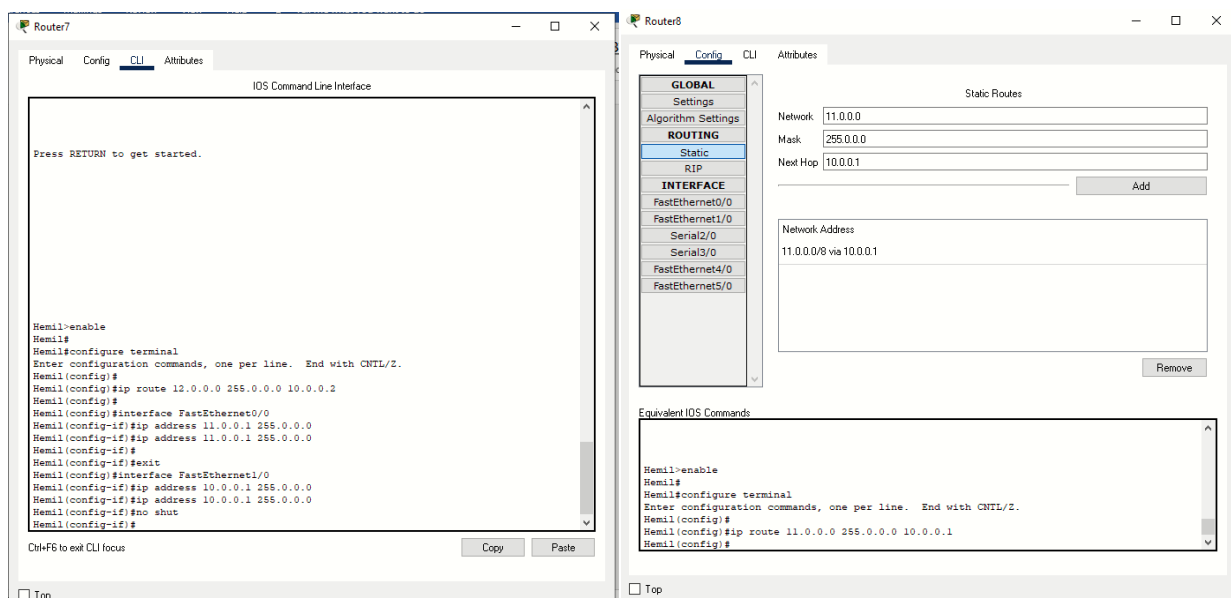 Router7
Physical Config CLI Attributes
IOS Command Line Interface
Press RETURN to get started.
Hemil>enable
Hemil#
Hemil#configure terminal
Enter configuration commands, one per line. End with CNTL/Z.
Hemil(config)#
Hemil(config)#ip route 12.0.0.0 255.0.0.0 10.0.0.2
Hemil(config)#
Hemil(config)#interface FastEthernet0/0
Hemil(config-if)#ip address 11.0.0.1 255.0.0.0
Hemil(config-if)#ip address 11.0.0.1 255.0.0.0
Hemil(config-if)#
Hemil(config-if)#exit
Hemil(config)#interface FastEthernet1/0
Hemil(config-if)#ip address 10.0.0.1 255.0.0.0
Hemil(config-if)#ip address 10.0.0.1 255.0.0.0
Hemil(config-if)#no shut
Hemil(config-if)#
Ctrl+F6 to exit CLI focus
Copy Paste
Top
Router8
Physical Config CLI Attributes
GLOBAL
Settings
Algorithm Settings
ROUTING
Static
RIP
INTERFACE
FastEthernet0/0
FastEthernet1/0
Serial2/0
Serial3/0
FastEthernet4/0
FastEthernet5/0
Static Routes
Network 11.0.0.0
Mask 255.0.0.0
Next Hop 10.0.0.1
Add
Network Address
11.0.0.0/8 via 10.0.0.1
Remove
Equivalent IOS Commands
Hemil>enable
Hemil#
Hemil#configure terminal
Enter configuration commands, one per line. End with CNTL/Z.
Hemil(config)#
Hemil(config)#ip route 11.0.0.0 255.0.0.0 10.0.0.1
Hemil(config)#
Top